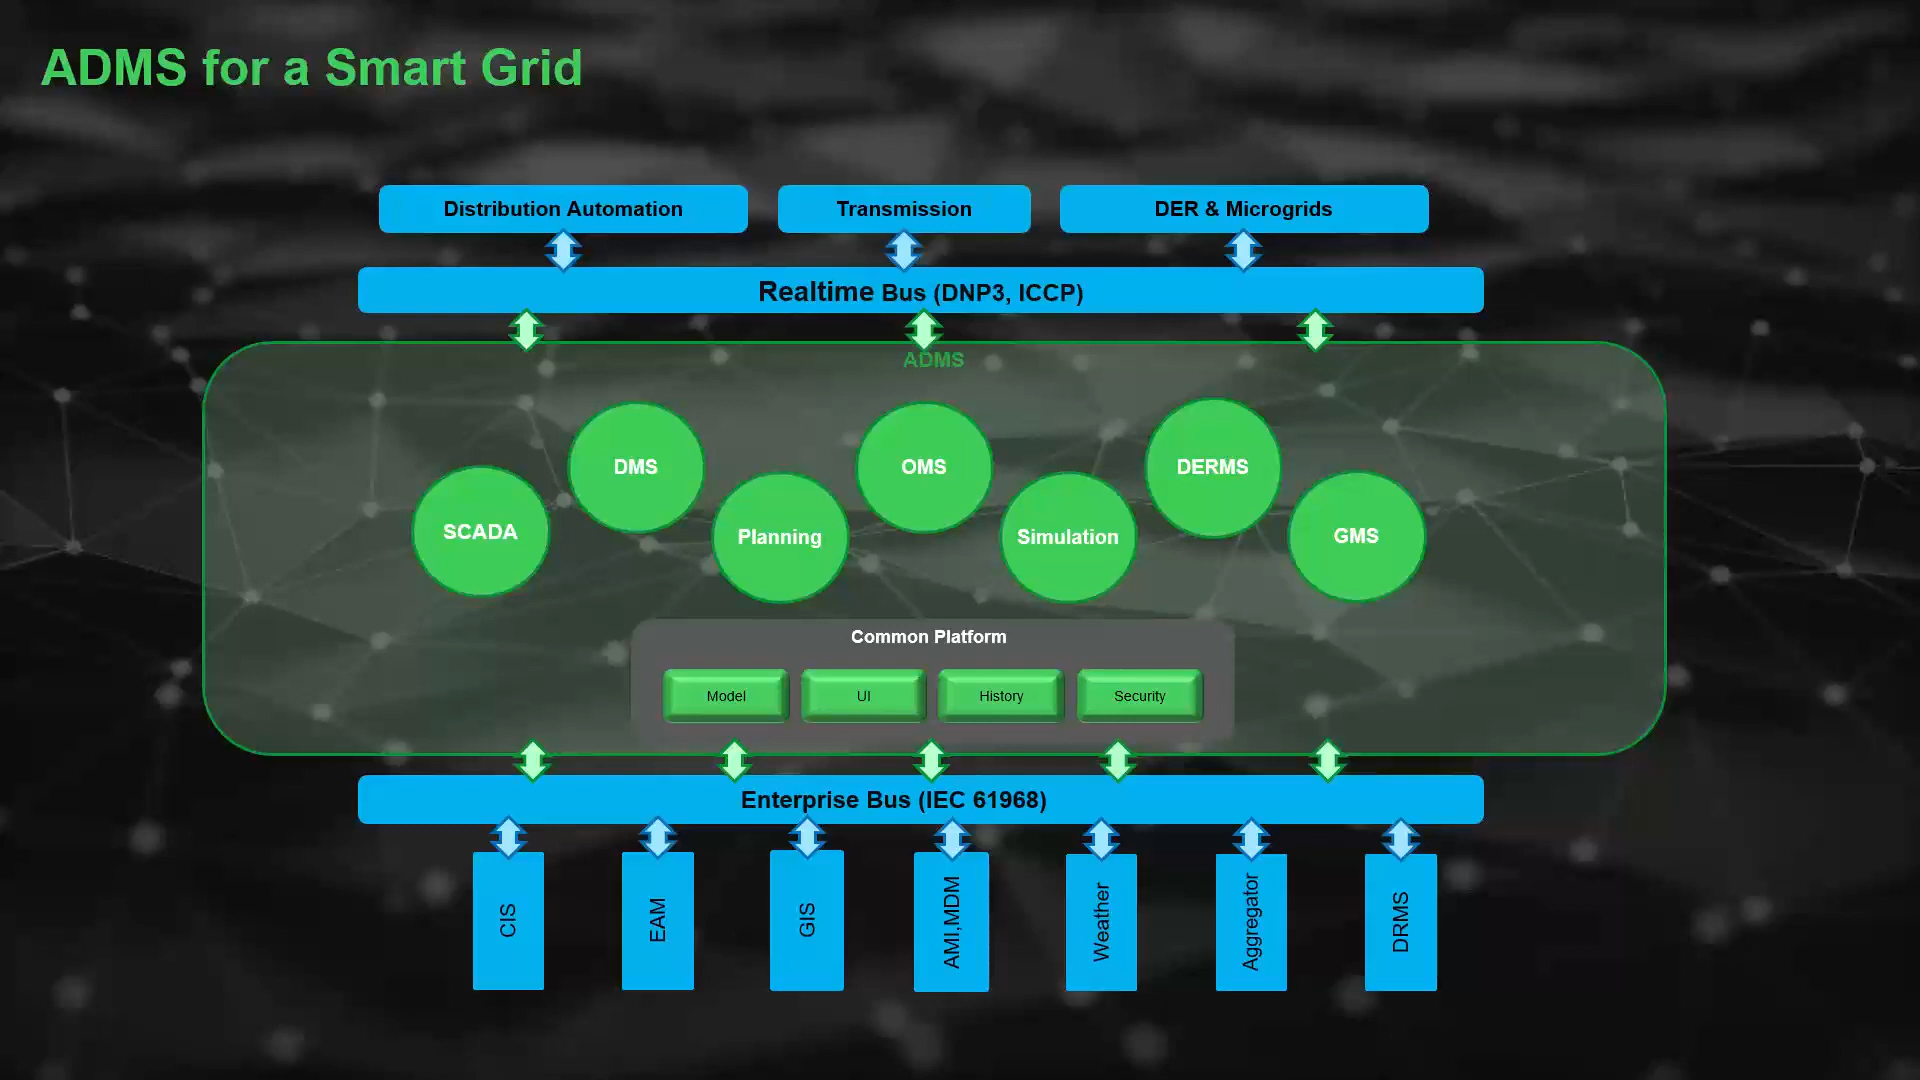 ADMS for a Smart Grid
Distribution Automation
Transmission
DER & Microgrids
Realtime Bus (DNP3, ICCP)
ADMS
SCADA
DMS
Planning
OMS
Simulation
DERMS
GMS
Common Platform
Model
UI
History
Security
Enterprise Bus (IEC 61968)
CIS
EAM
GIS
AMI,MDM
Weather
Aggregator
DRMS